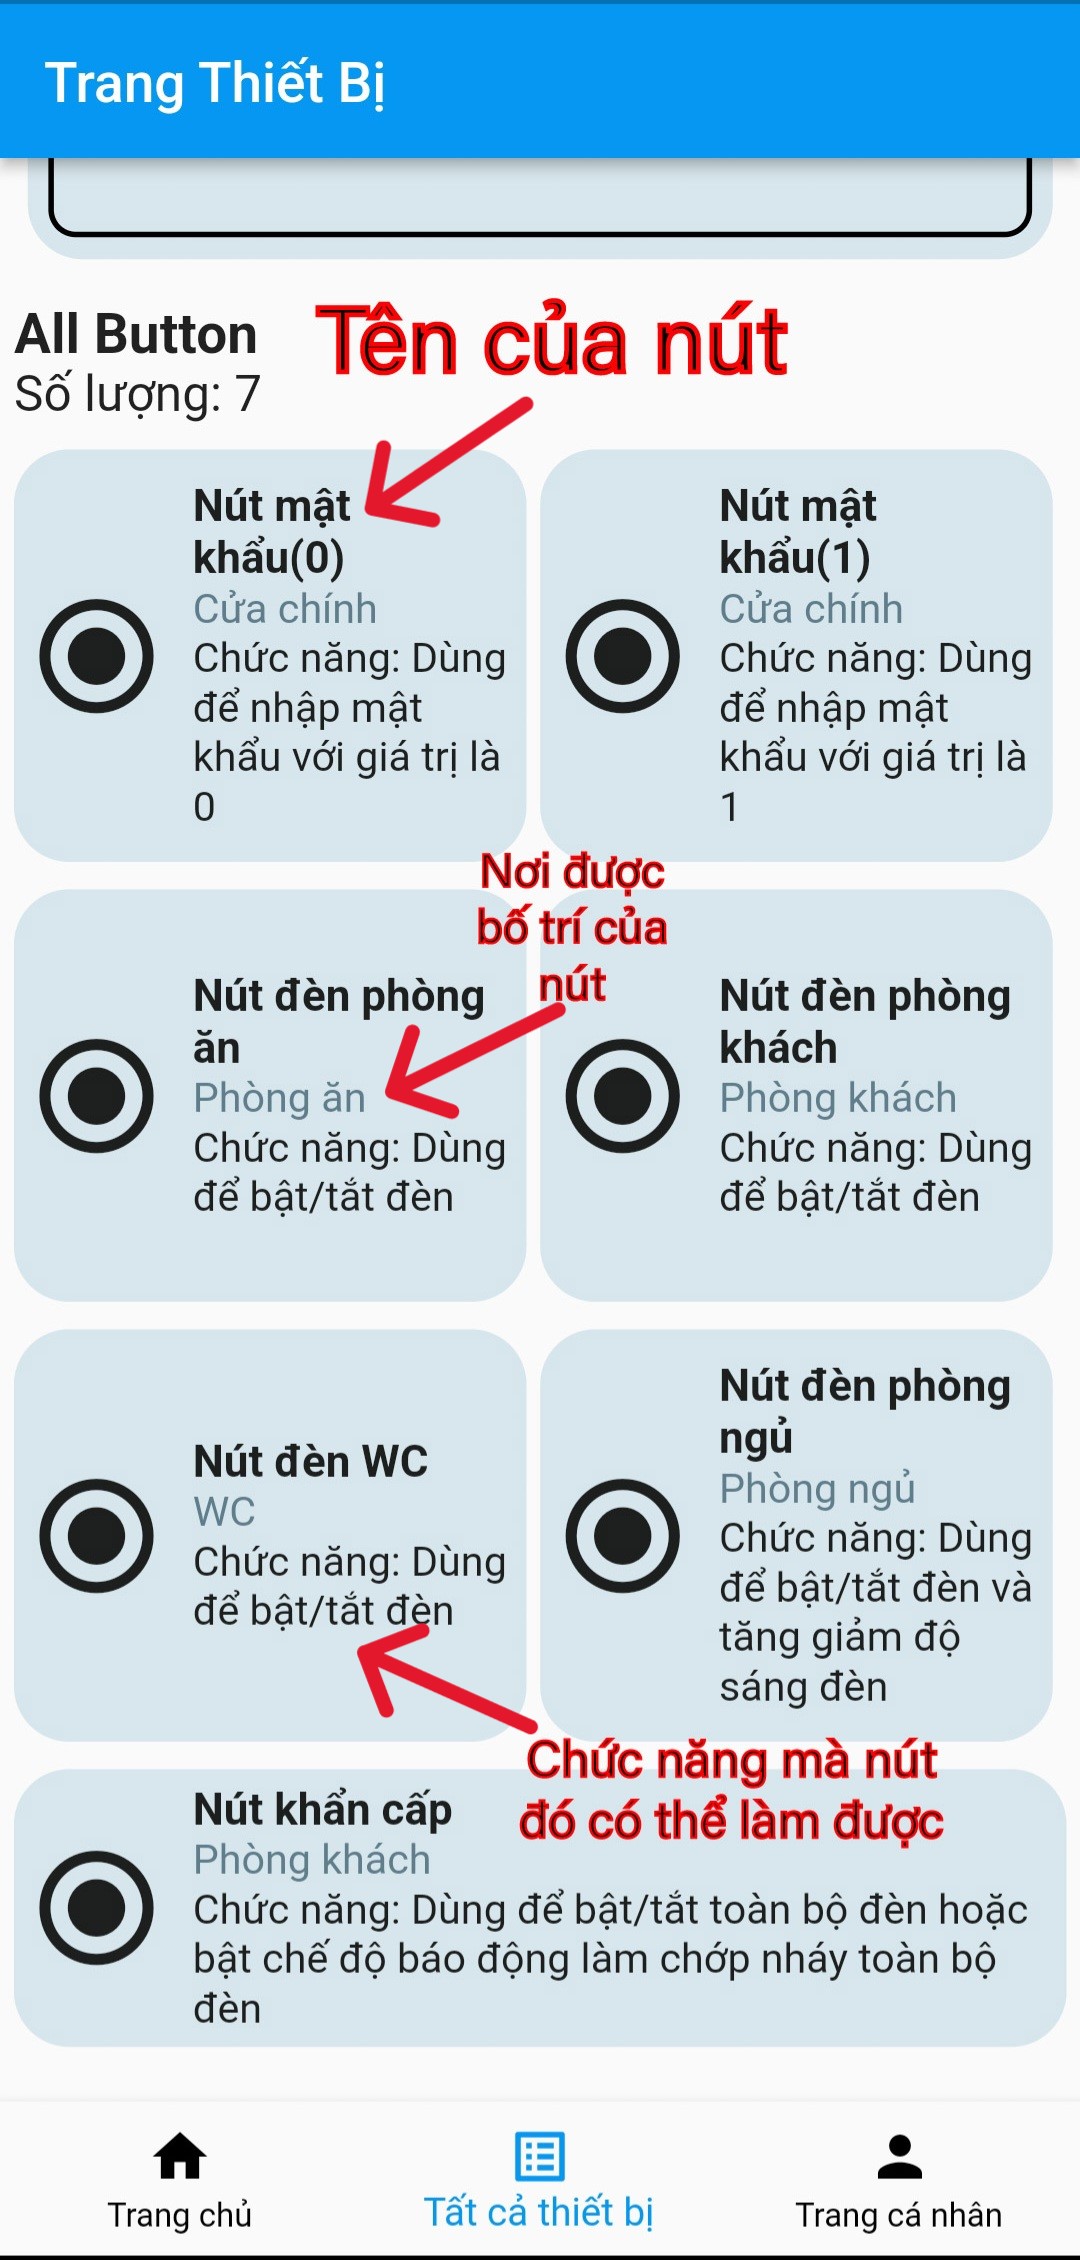 Trang Thiết Bị
All Button
Tên của nút
Số lượng: 7
Nút mật
khẩu(0)
Cửa chính
Chức năng: Dùng
để nhập mật
khẩu với giá trị là
0
Nút mật
khẩu(1)
Cửa chính
Chức năng: Dùng
để nhập mật
khẩu với giá trị là
1
Nơi được
bố trí của
nút
Nút đèn phòng
ăn
Phòng ăn
Chức năng: Dùng
để bật/tắt đèn
Nút đèn phòng
khách
Phòng khách
Chức năng: Dùng
để bật/tắt đèn
Nút đèn WC
WC
Chức năng: Dùng
để bật/tắt đèn
Nút đèn phòng
ngủ
Phòng ngủ
Chức năng: Dùng
để bật/tắt đèn và
tăng giảm độ
sáng đèn
Chức năng mà nút
đó có thể làm được
Nút khẩn cấp
Phòng khách
Chức năng: Dùng để bật/tắt toàn bộ đèn hoặc
bật chế độ báo động làm chớp nháy toàn bộ
đèn
Trang chủ
Tất cả thiết bị
Trang cá nhân